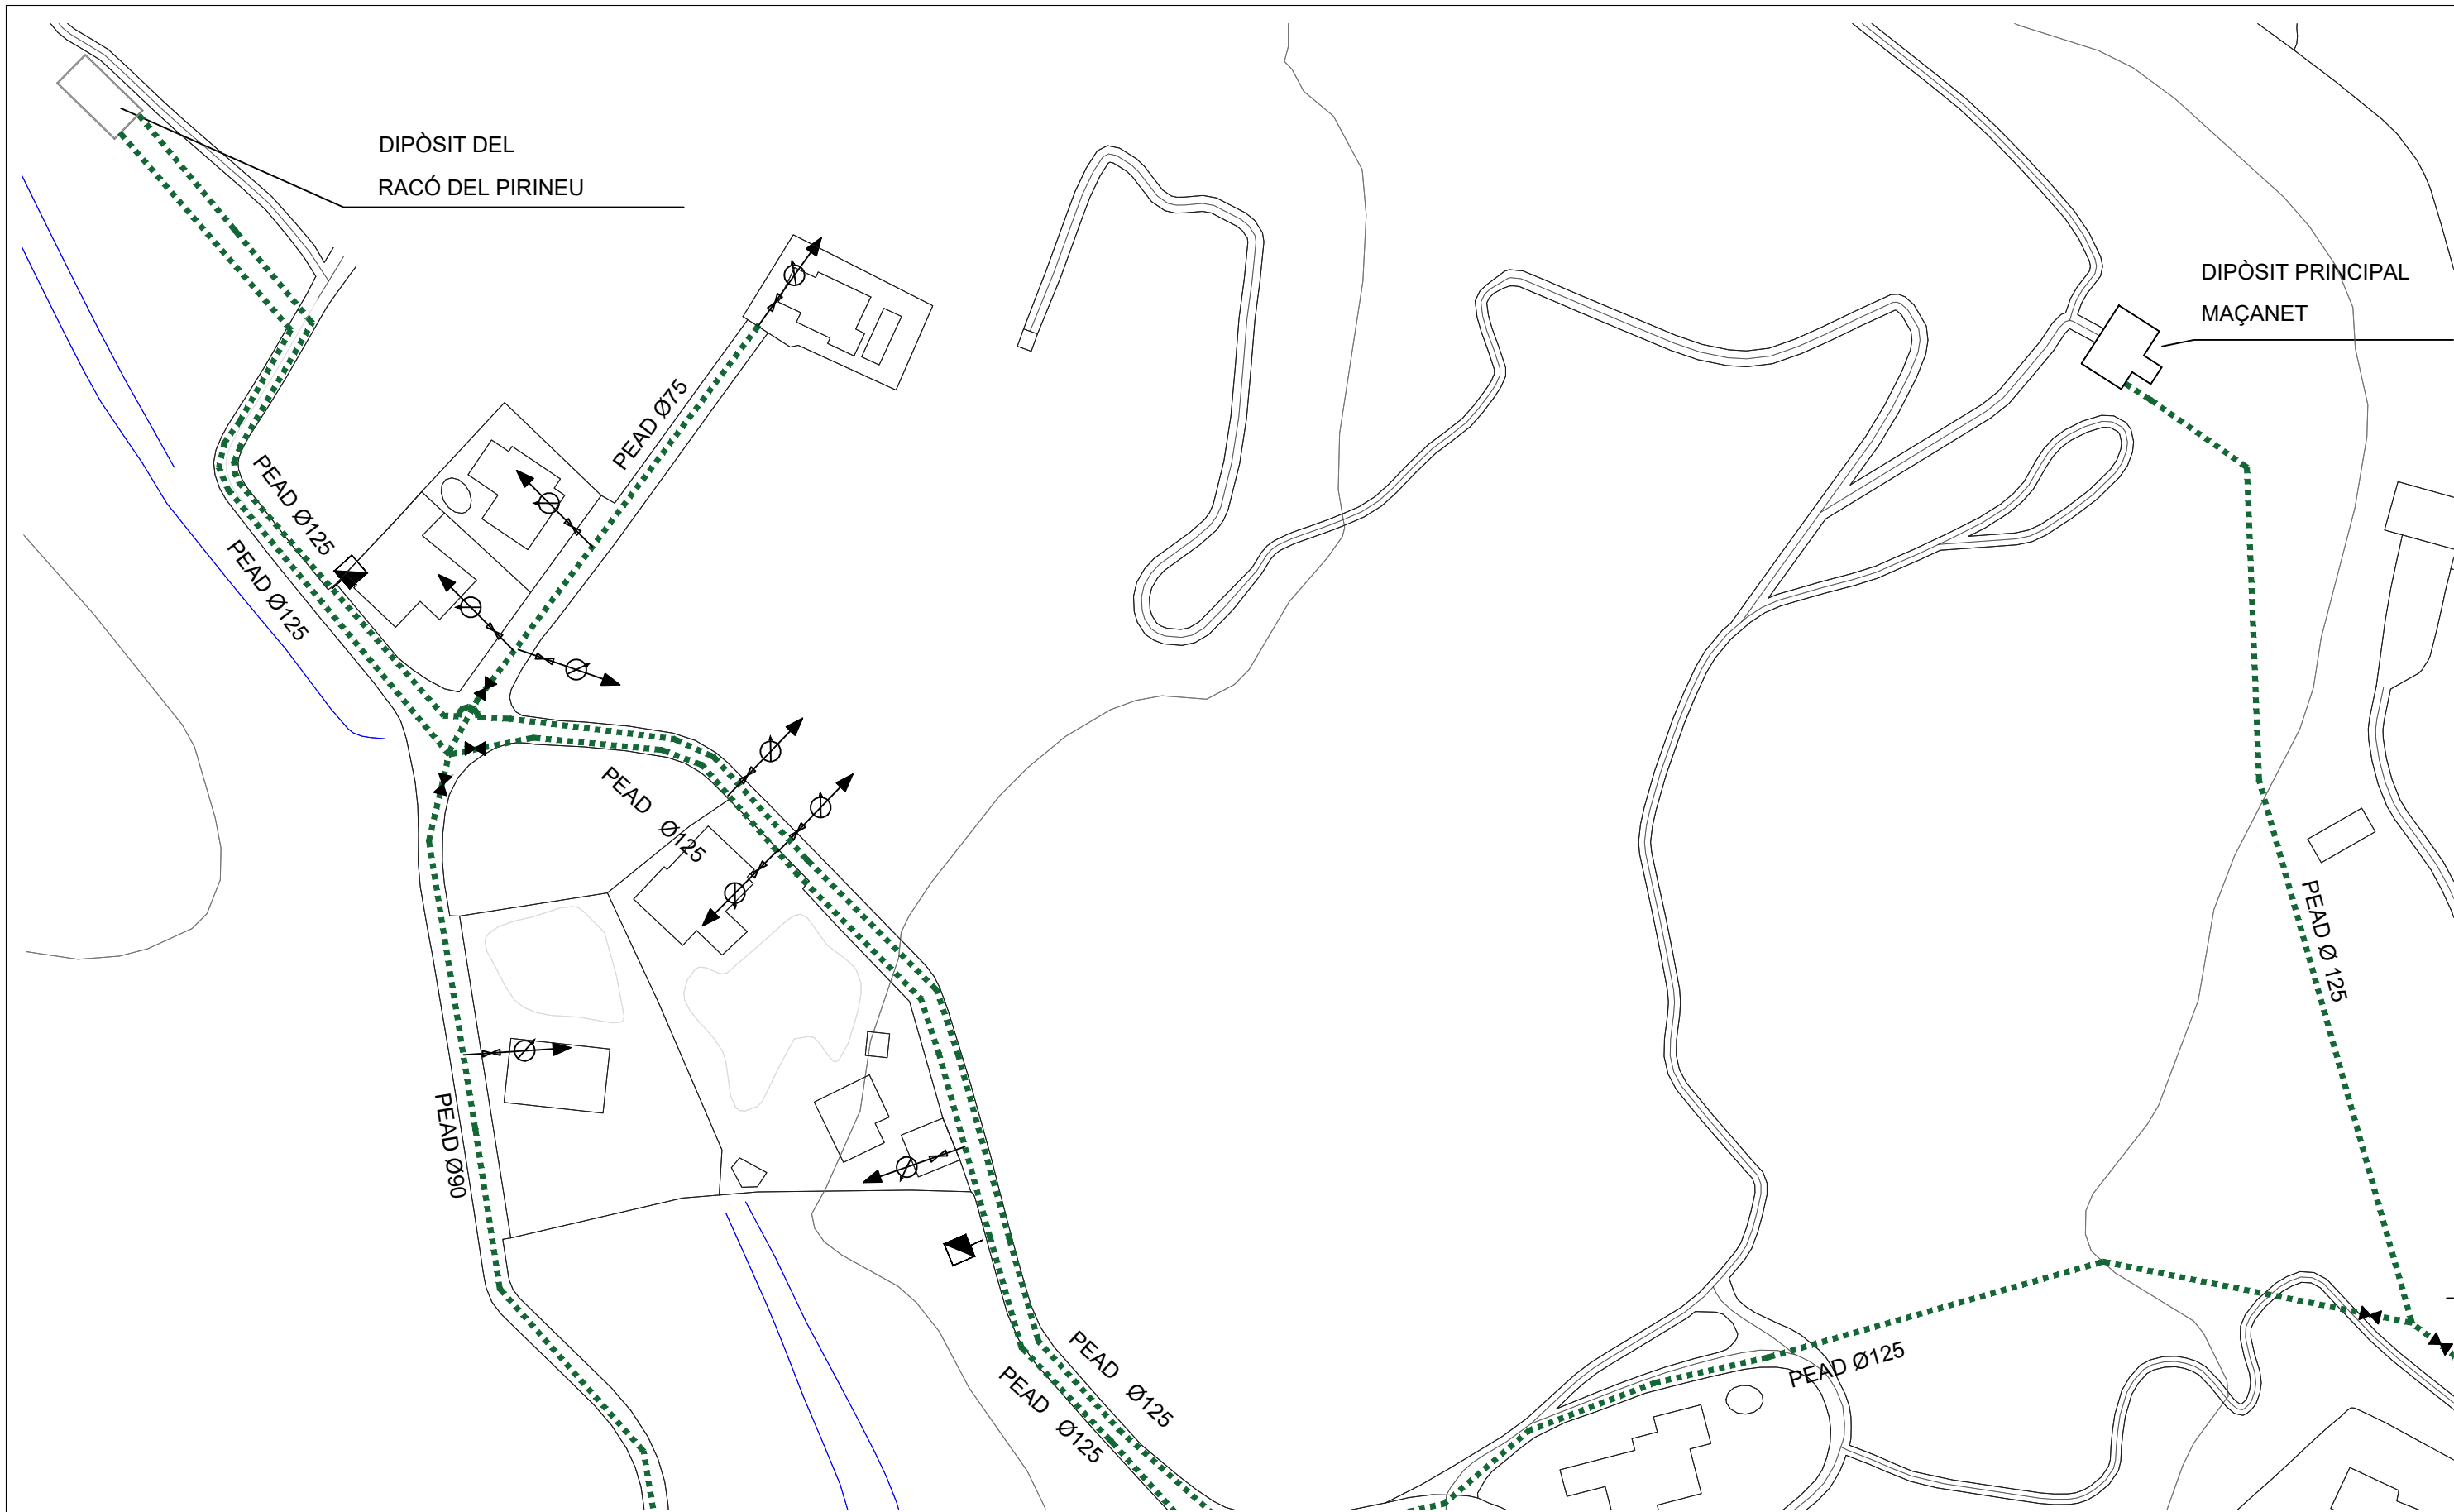 DIPÒSIT DEL
RACÓ DEL PIRINEU
DIPÒSIT PRINCIPAL
MAÇANET
PEAD Ø75
PEAD Ø125
PEAD Ø125
PEAD Ø125
PEAD Ø 125
PEAD Ø90
PEAD Ø125
PEAD Ø125
PEAD Ø125